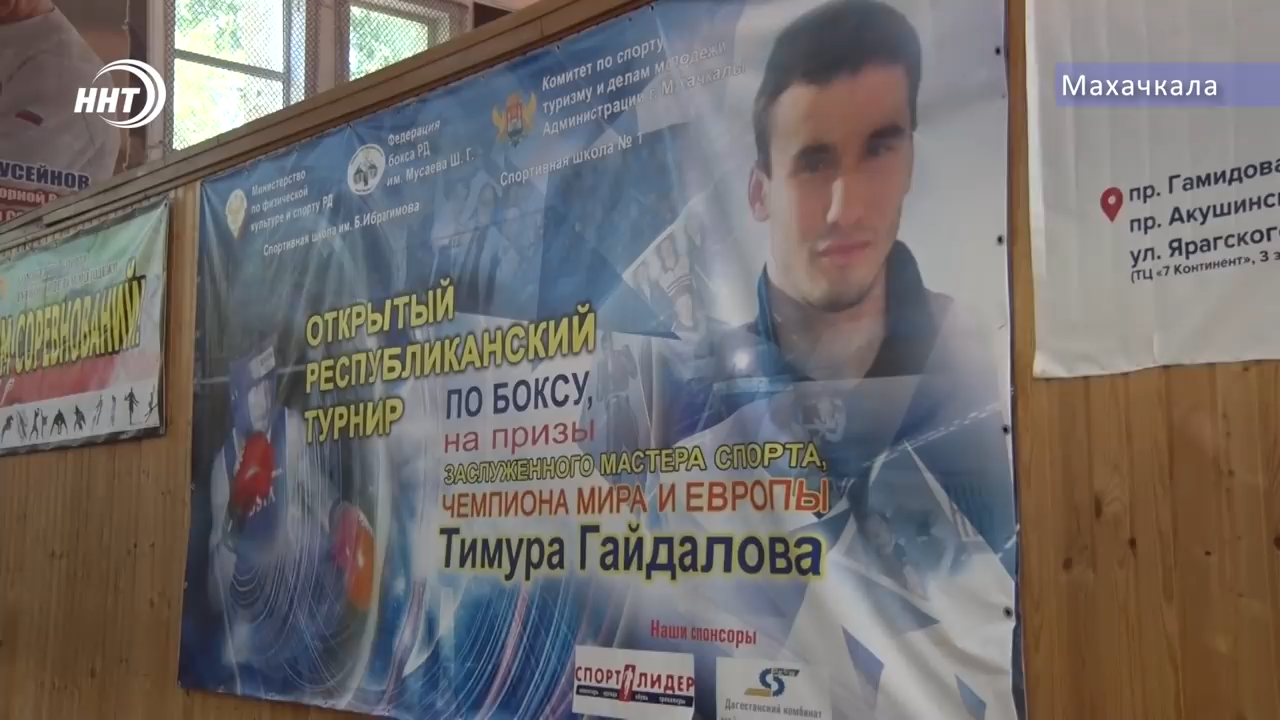 ННТ
Махачкала
УСЕЙНОВ
СОРЕВНОВАНИЙ!
Министерство
по физической
культуре и спорту РД
Спортивная школа им. Б.Ибрагимова
Федерация
бокса РД
им. Мусаева Ш. Г.
Комитет по спорту
туризму и делам молодежи
Администрации г. Махачкалы
Спортивная школа № 1
ОТКРЫТЫЙ
РЕСПУБЛИКАНСКИЙ
ТУРНИР
ПО БОКСУ,
на призы
ЗАСЛУЖЕННОГО МАСТЕРА СПОРТА,
ЧЕМПИОНА МИРА И ЕВРОПЫ
Тимура Гайдалова
Наши спонсоры
СПОРТ ЛИДЕР
Дагестанский комбинат
пр. Гамидова
пр. Акушинс
ул. Ярагского
(ТЦ «7 Континент», 3 э